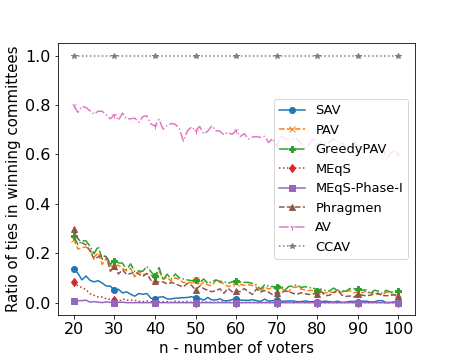 1.0
0.8
0.6
0.4
0.2
0.0
Ratio of ties in winning committees
SAV
PAV
GreedyPAV
MEqS
MEqS-Phase-I
Phragmen
AV
CCAV
20 30 40 50 60 70 80 90 100
n - number of voters